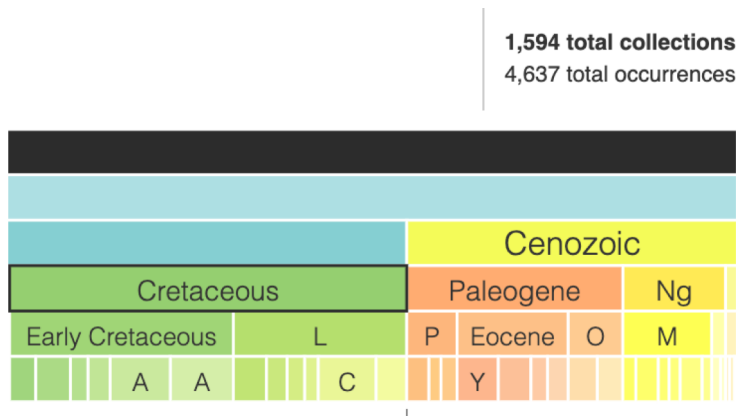 1,594 total collections
4,637 total occurrences
Cenozoic
Cretaceous Paleogene Ng
Early Cretaceous L P Eocene O M
A A C Y